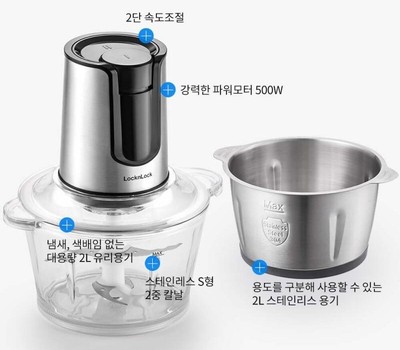 2단 속도조절
강력한 파워모터 500W
LocknLock
Max
냄새, 색배임 없는
대용량 2L 유리용기
스테인레스 S형
2중 칼날
용도를 구분해 사용할 수 있는
2L 스테인리스 용기